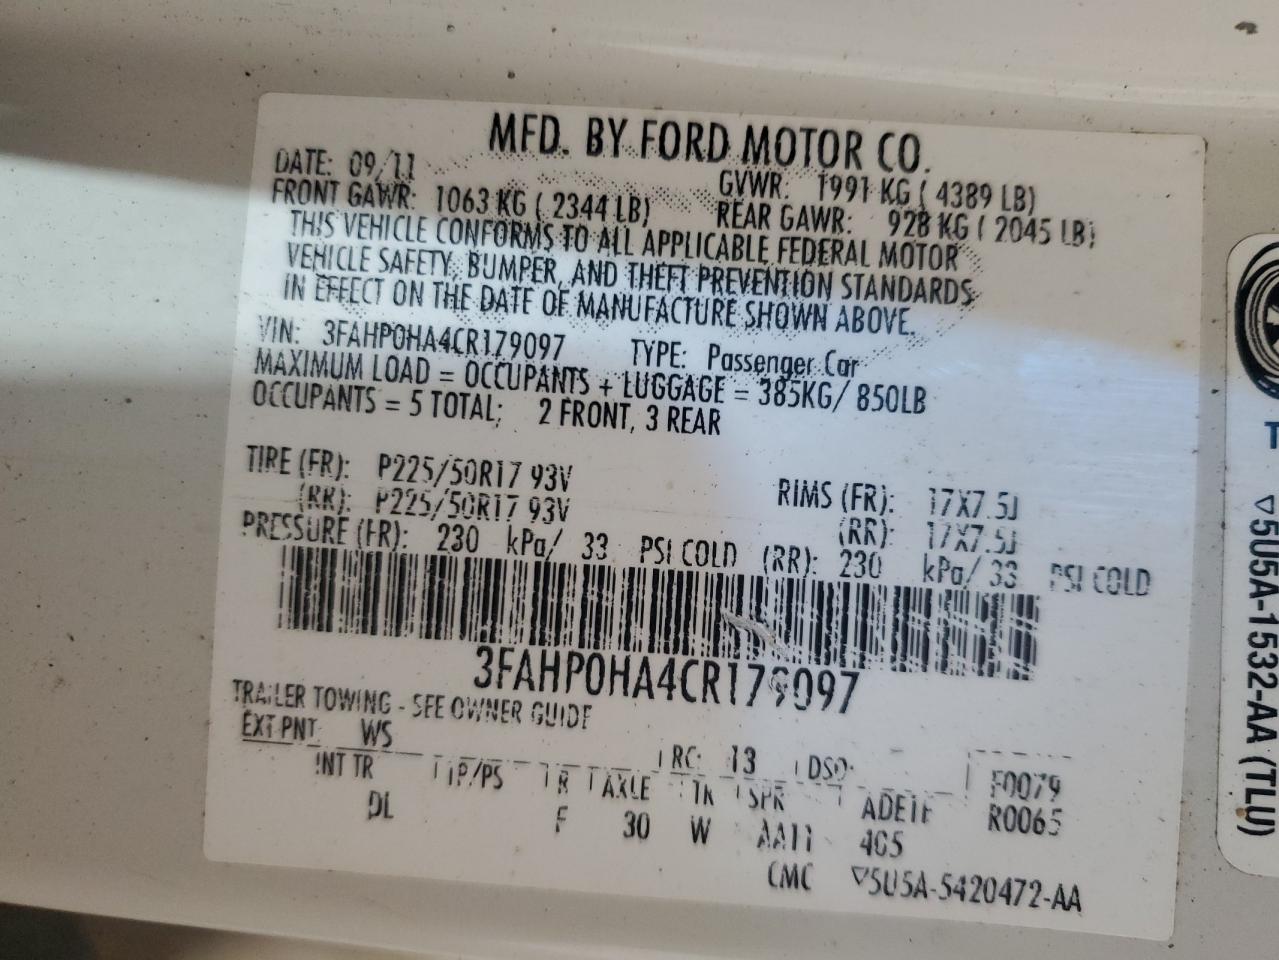 MFD. BY FORD MOTOR CO.
DATE: 09/11 GVWR: 1991 KG ( 4389 LB)
FRONT GAWR: 1063 KG ( 2344 LB) REAR GAWR: 928 KG ( 2045 LB)
THIS VEHICLE CONFORMS TO ALL APPLICABLE FEDERAL MOTOR
VEHICLE SAFETY, BUMPER, AND THEFT PREVENTION STANDARDS
IN EFFECT ON THE DATE OF MANUFACTURE SHOWN ABOVE.
VIN: 3FAHP0HA4CR179097 TYPE: Passenger Car
MAXIMUM LOAD = OCCUPANTS + LUGGAGE = 385KG/ 850LB
OCCUPANTS = 5 TOTAL; 2 FRONT, 3 REAR
TIRE (FR): P225/50R17 93V RIMS (FR): 17X7.5J
(RR): P225/50R17 93V (RR): 17X7.5J
PRESSURE (FR): 230 kPa/ 33 PSI COLD (RR): 230 kPa/ 33 PSI COLD
3FAHP0HA4CR179097
TRAILER TOWING - SEE OWNER GUIDE
EXT PNT: WS RC: 13 DSO: F0079
INT TR TP/PS R AXLE TR SPR ADETF R0065
DL F 30 W AA11 405
CMC ▽5U5A-5420472-AA
T
▽5U5A-1532-AA (TLU)